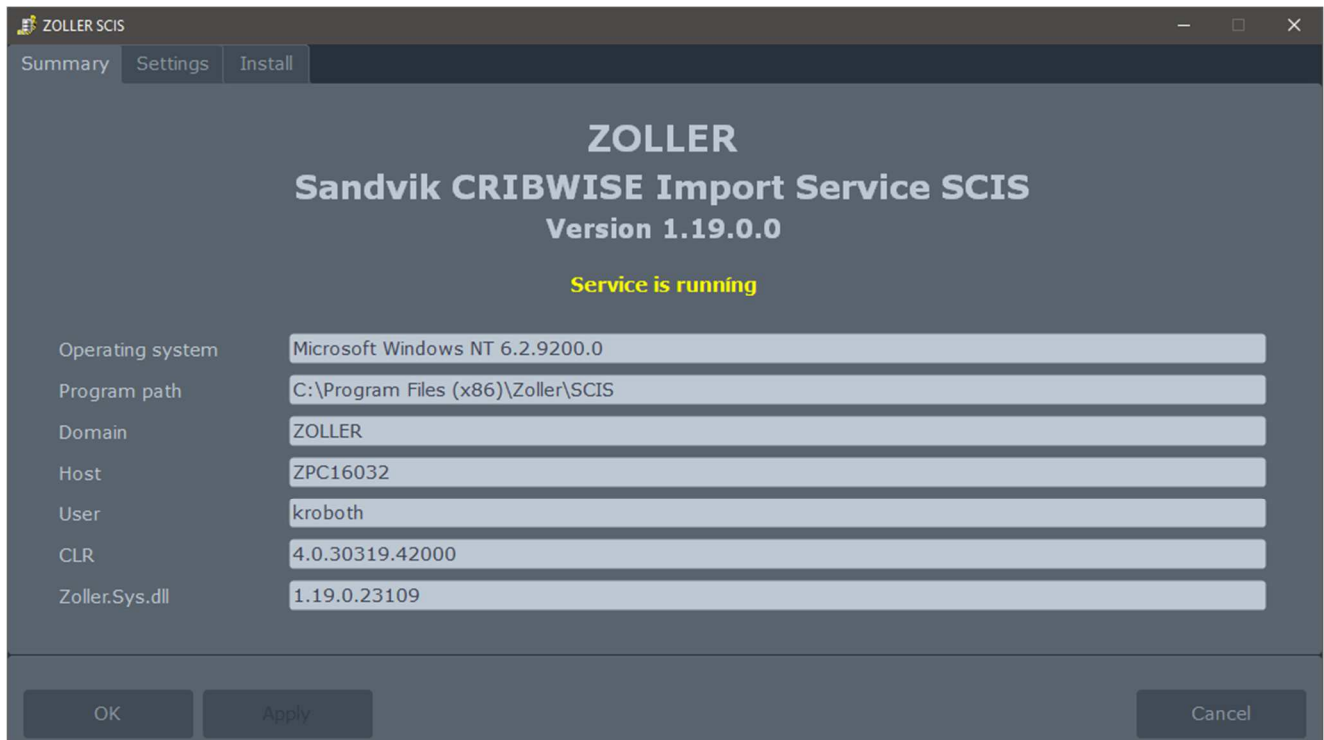 ZOLLER SCIS
Summary Settings Install
ZOLLER
Sandvik CRIBWISE Import Service SCIS
Version 1.19.0.0
Service is running
Operating system Microsoft Windows NT 6.2.9200.0
Program path C:\Program Files (x86)\Zoller\SCIS
Domain ZOLLER
Host ZPC16032
User kroboth
CLR 4.0.30319.42000
Zoller.Sys.dll 1.19.0.23109
OK Apply Cancel